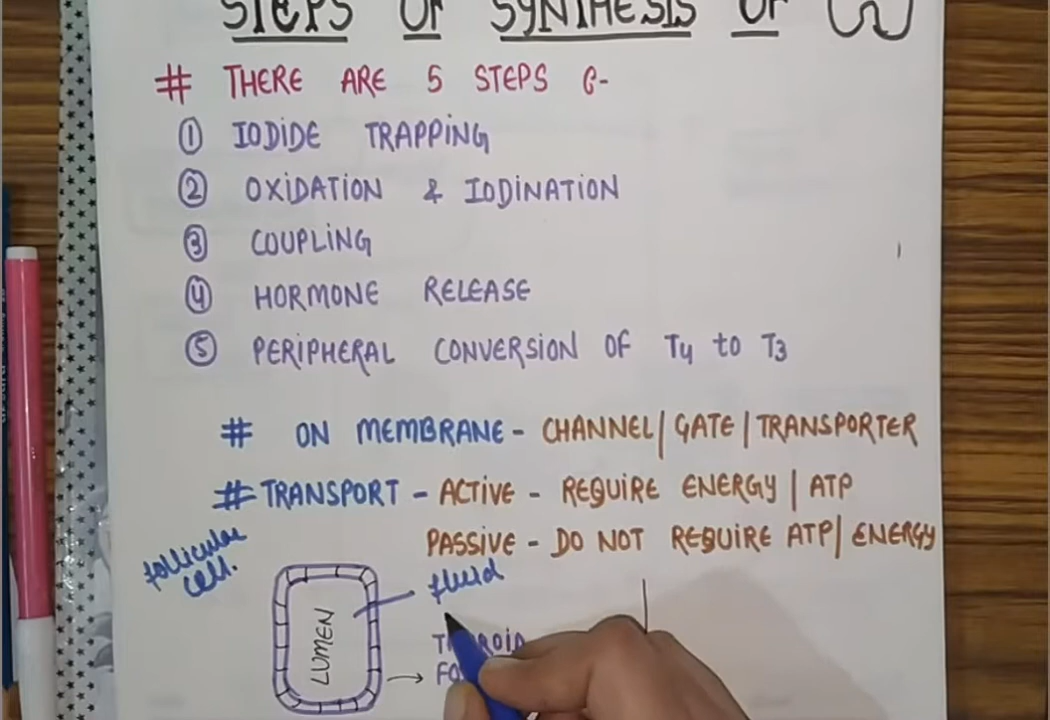 STEPS OF SYNTHESIS OF
# THERE ARE 5 STEPS :-
① IODIDE TRAPPING
② OXIDATION & IODINATION
③ COUPLING
④ HORMONE RELEASE
⑤ PERIPHERAL CONVERSION OF T4 to T3
# ON MEMBRANE - CHANNEL | GATE | TRANSPORTER
# TRANSPORT - ACTIVE - REQUIRE ENERGY | ATP
PASSIVE - DO NOT REQUIRE ATP | ENERGY
follicular
cell.
fluid
LUMEN